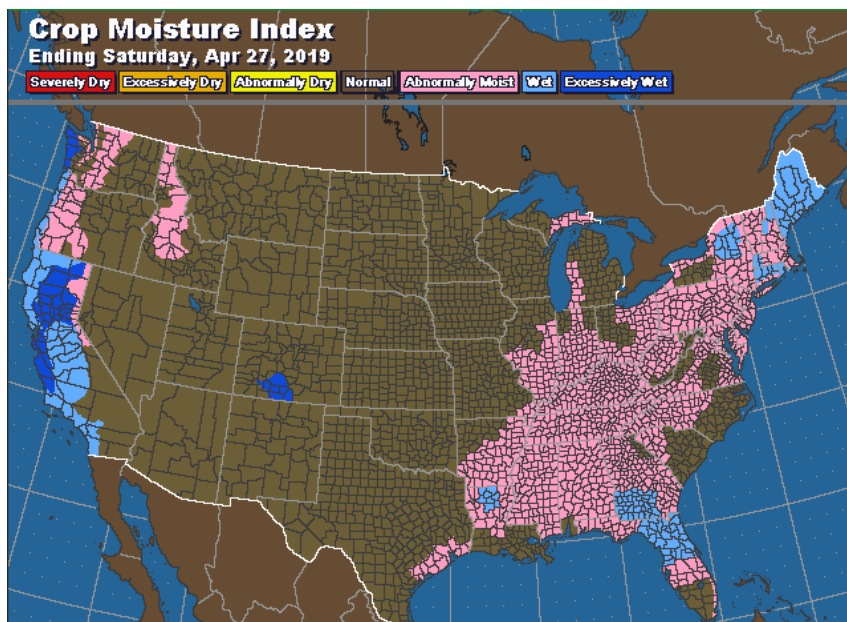 Crop Moisture Index
Ending Saturday, Apr 27, 2019
Severely Dry Excessively Dry Abnormally Dry Normal Abnormally Moist Wet Excessively Wet